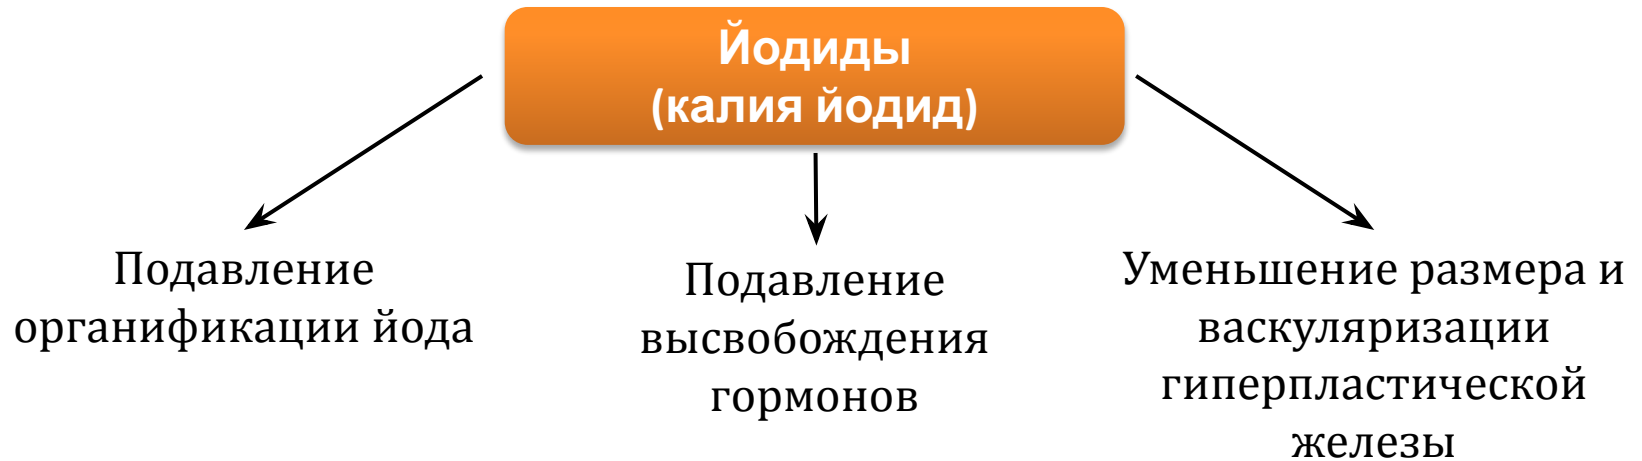 Йодиды
(калия йодид)
Подавление
органификации йода
Подавление
высвобождения
гормонов
Уменьшение размера и
васкуляризации
гиперпластической
железы